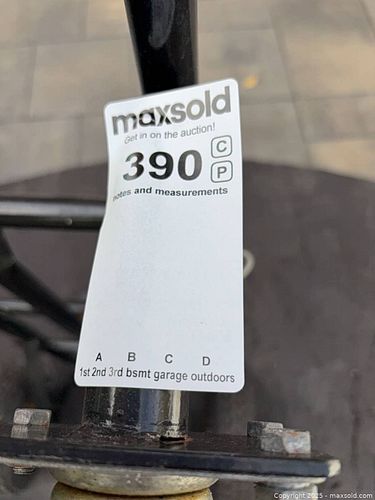 maxsold
Get in on the auction!
390 C
P
notes and measurements
A B C D
1st 2nd 3rd bsmt garage outdoors
Copyright 2025 - maxsold.com